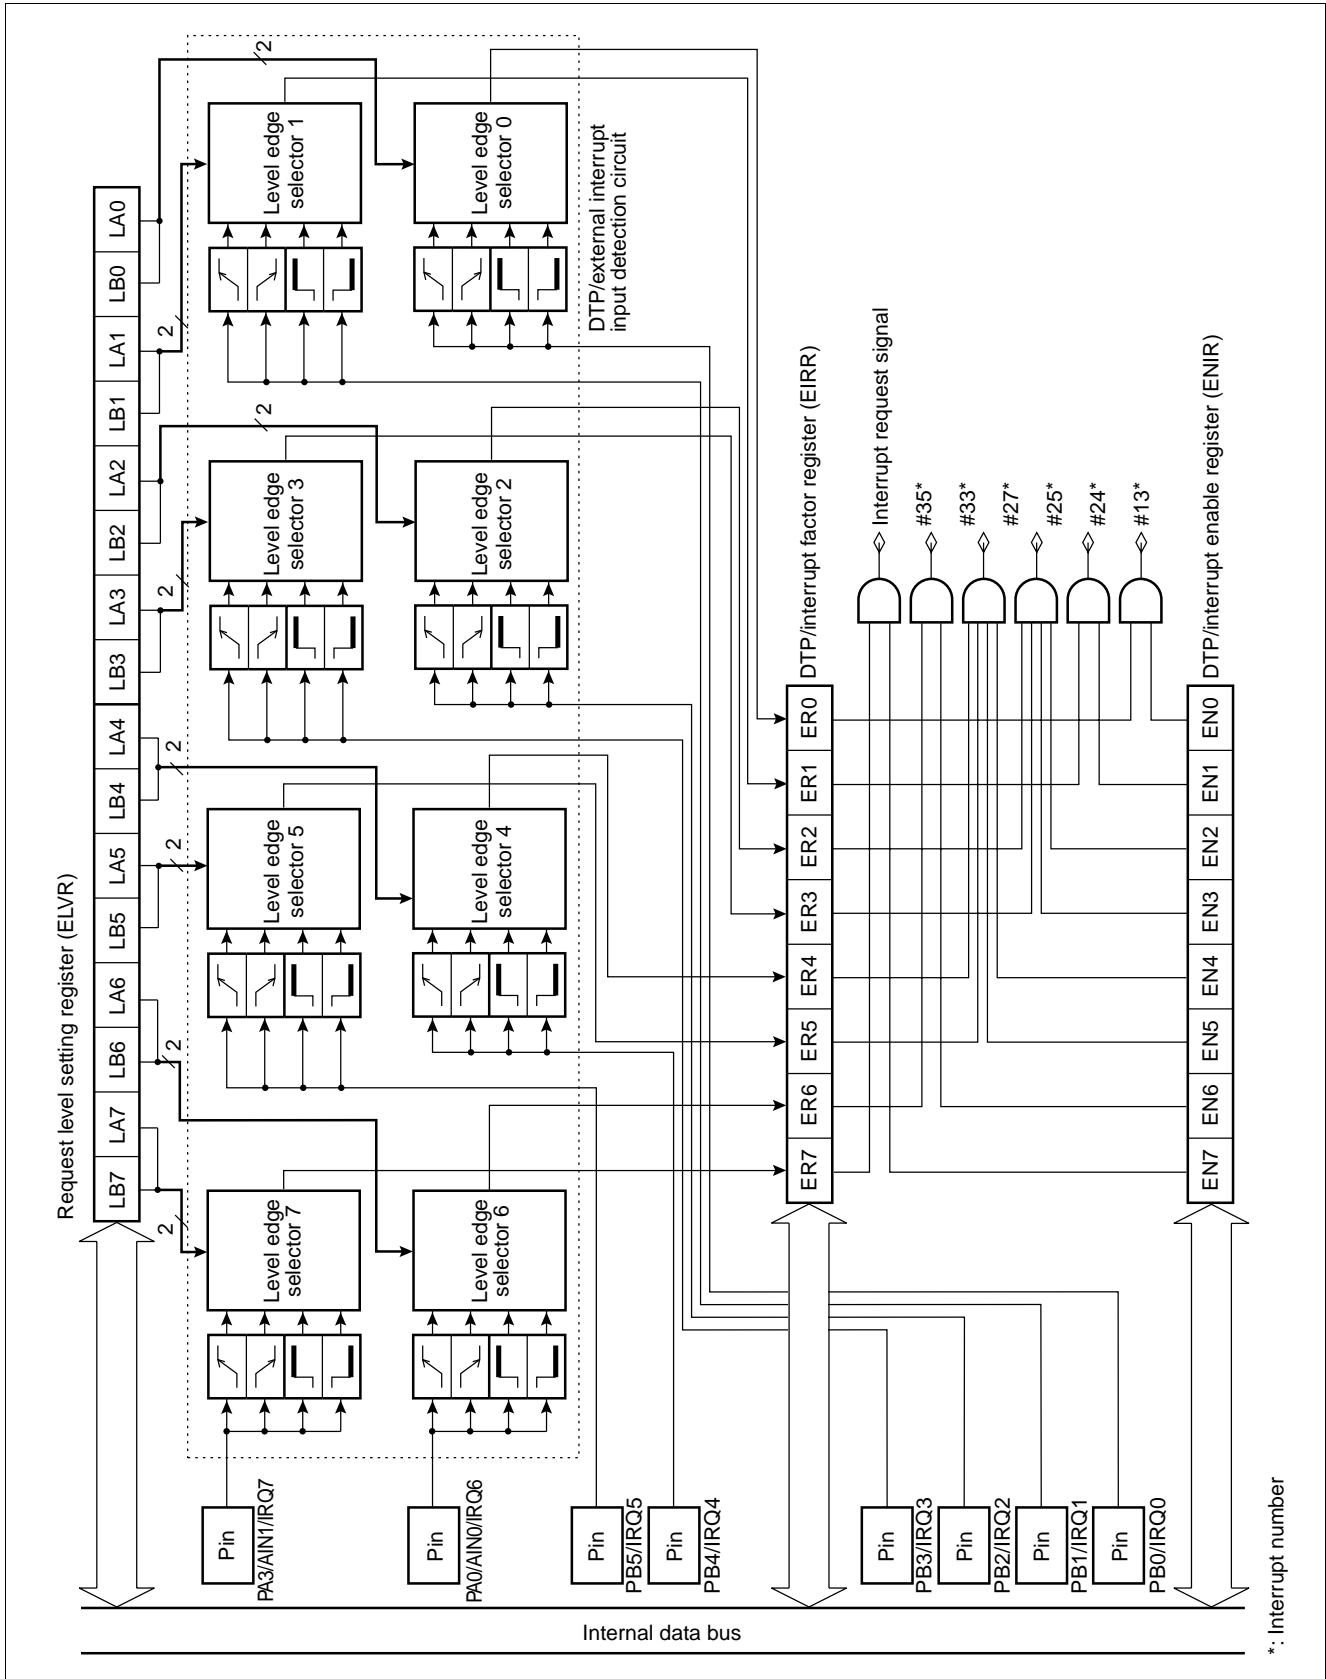 Request level setting register (ELVR)
LB7 LA7 LB6 LA6 LB5 LA5 LB4 LA4 LB3 LA3 LB2 LA2 LB1 LA1 LB0 LA0
2
2
2
2
2
2
2
2
Level edge
selector 7
Level edge
selector 5
Level edge
selector 3
Level edge
selector 1
Level edge
selector 6
Level edge
selector 4
Level edge
selector 2
Level edge
selector 0
DTP/external interrupt
input detection circuit
Pin
PA3/AIN1/IRQ7
Pin
PA0/AIN0/IRQ6
Pin
PB5/IRQ5
Pin
PB4/IRQ4
DTP/interrupt factor register (EIRR)
ER7 ER6 ER5 ER4 ER3 ER2 ER1 ER0
Pin
PB3/IRQ3
Pin
PB2/IRQ2
Pin
PB1/IRQ1
Pin
PB0/IRQ0
Interrupt request signal
#35*
#33*
#27*
#25*
#24*
#13*
DTP/interrupt enable register (ENIR)
EN7 EN6 EN5 EN4 EN3 EN2 EN1 EN0
Internal data bus
*: Interrupt number